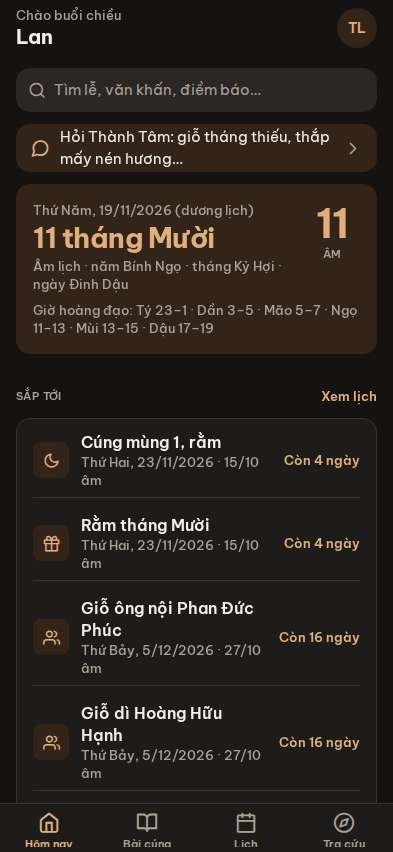 Chào buổi chiều
Lan
TL
Tìm lễ, văn khấn, điềm báo...
Hỏi Thành Tâm: giỗ tháng thiếu, thắp
mấy nén hương...
Thứ Năm, 19/11/2026 (dương lịch)
11 tháng Mười
Âm lịch · năm Bính Ngọ · tháng Kỷ Hợi ·
ngày Đinh Dậu
11
ÂM
Giờ hoàng đạo: Tý 23–1 · Dần 3–5 · Mão 5–7 · Ngọ
11–13 · Mùi 13–15 · Dậu 17–19
SẮP TỚI
Xem lịch
Cúng mùng 1, rằm
Thứ Hai, 23/11/2026 · 15/10
âm
Còn 4 ngày
Rằm tháng Mười
Thứ Hai, 23/11/2026 · 15/10
âm
Còn 4 ngày
Giỗ ông nội Phan Đức
Phúc
Thứ Bảy, 5/12/2026 · 27/10
âm
Còn 16 ngày
Giỗ dì Hoàng Hữu
Hạnh
Thứ Bảy, 5/12/2026 · 27/10
âm
Còn 16 ngày
Hôm nay
Bài cúng
Lịch
Tra cứu